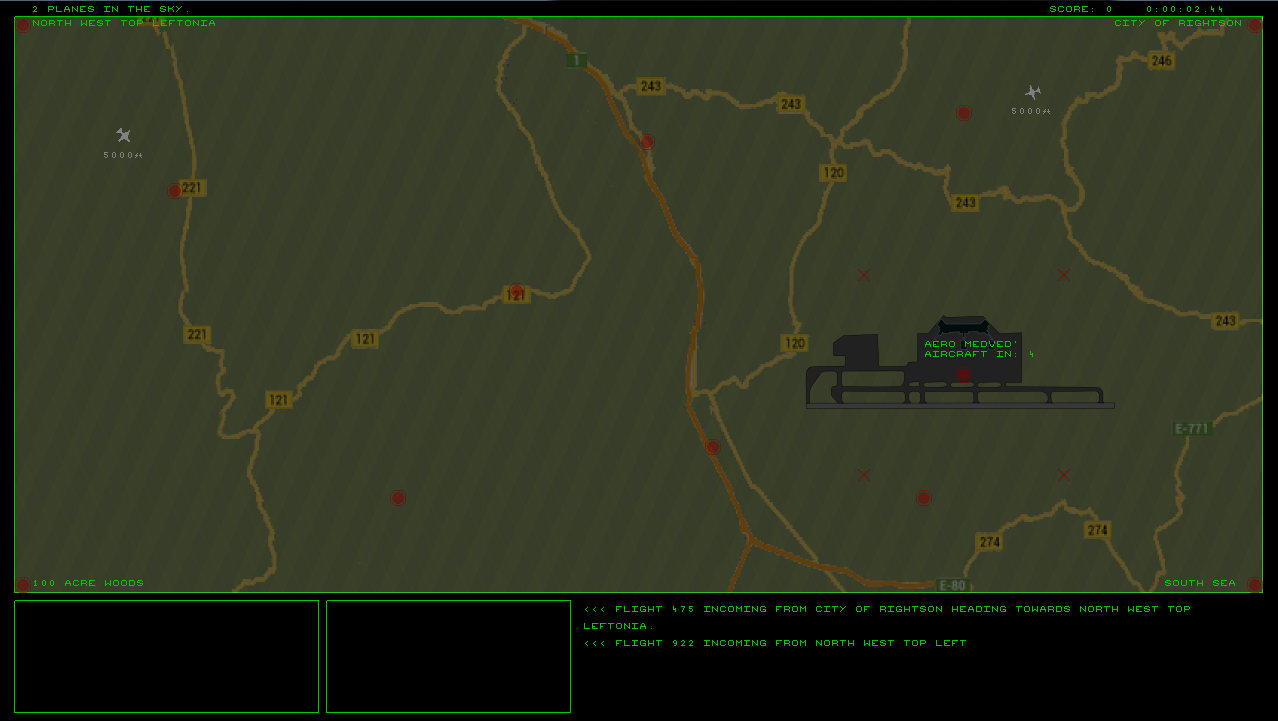 2 PLANES IN THE SKY.
SCORE: 0 0:00:02.44
NORTH WEST TOP LEFTONIA
CITY OF RIGHTSON
1
246
243
243
5000ft
5000ft
120
221
243
121
243
221
121
120
AERO 'MEDVED'
AIRCRAFT IN: 4
121
E-771
274
274
100 ACRE WOODS
E-80
SOUTH SEA
<<< FLIGHT 475 INCOMING FROM CITY OF RIGHTSON HEADING TOWARDS NORTH WEST TOP
LEFTONIA.
<<< FLIGHT 922 INCOMING FROM NORTH WEST TOP LEFT